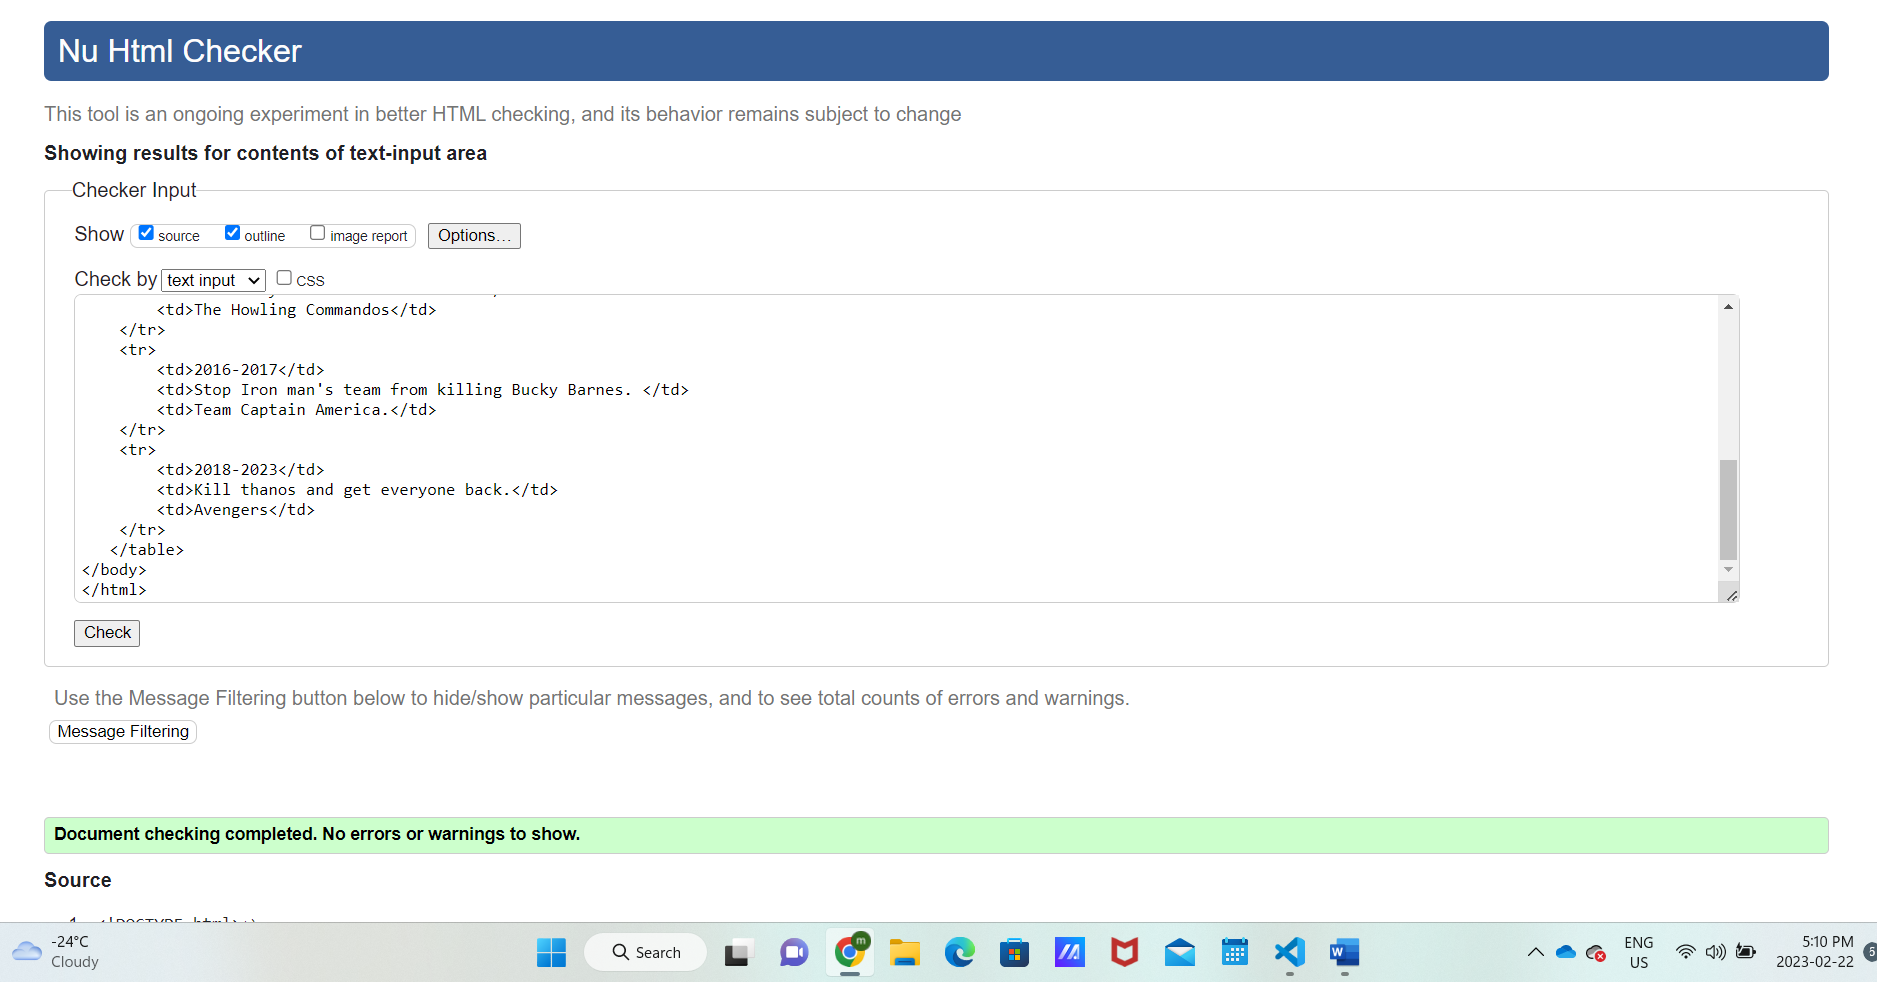 Nu Html Checker
This tool is an ongoing experiment in better HTML checking, and its behavior remains subject to change
Showing results for contents of text-input area
Checker Input
Show source outline image report Options...
Check by text input CSS
<td>The Howling Commandos</td>
</tr>
<tr>
<td>2016-2017</td>
<td>Stop Iron man's team from killing Bucky Barnes. </td>
<td>Team Captain America.</td>
</tr>
<tr>
<td>2018-2023</td>
<td>Kill thanos and get everyone back.</td>
<td>Avengers</td>
</tr>
</table>
</body>
</html>
Check
Use the Message Filtering button below to hide/show particular messages, and to see total counts of errors and warnings.
Message Filtering
Document checking completed. No errors or warnings to show.
Source
-24°C
Cloudy
Search
m
W
ENG
US
5:10 PM
2023-02-22
5